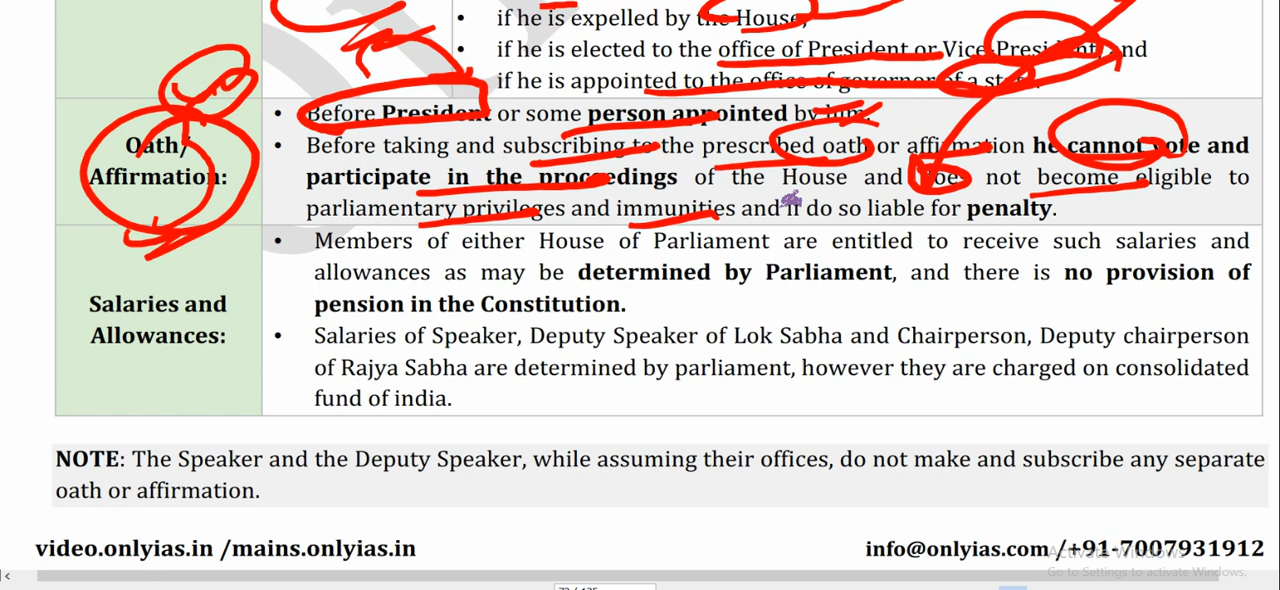 • if he is expelled by the House,
• if he is elected to the office of President or Vice-President, and
• if he is appointed to the office of governor of a state.
Oath/
Affirmation:
• Before President or some person appointed by him.
• Before taking and subscribing to the prescribed oath or affirmation he cannot vote and
participate in the proceedings of the House and does not become eligible to
parliamentary privileges and immunities and if do so liable for penalty.
Salaries and
Allowances:
• Members of either House of Parliament are entitled to receive such salaries and
allowances as may be determined by Parliament, and there is no provision of
pension in the Constitution.
• Salaries of Speaker, Deputy Speaker of Lok Sabha and Chairperson, Deputy chairperson
of Rajya Sabha are determined by parliament, however they are charged on consolidated
fund of india.
NOTE: The Speaker and the Deputy Speaker, while assuming their offices, do not make and subscribe any separate
oath or affirmation.
video.onlyias.in /mains.onlyias.in
info@onlyias.com /+91-7007931912
Activate Windows
Go to Settings to activate Windows.